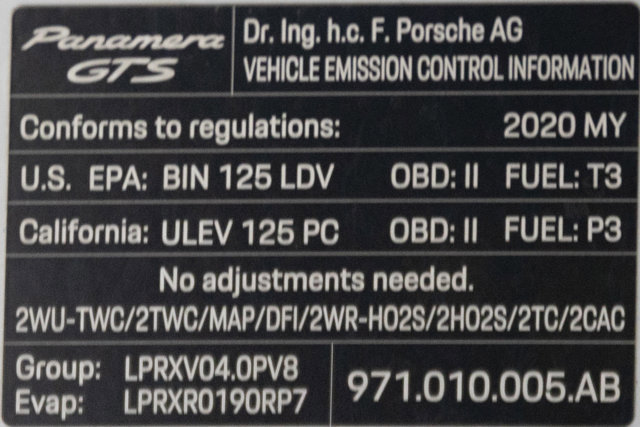 Panamera GTS
Dr. Ing. h.c. F. Porsche AG
VEHICLE EMISSION CONTROL INFORMATION
Conforms to regulations: 2020 MY
U.S. EPA: BIN 125 LDV OBD: II FUEL: T3
California: ULEV 125 PC OBD: II FUEL: P3
No adjustments needed.
2WU-TWC/2TWC/MAP/DFI/2WR-HO2S/2HO2S/2TC/2CAC
Group: LPRXV04.0PV8
Evap: LPRXR0190RP7
971.010.005.AB